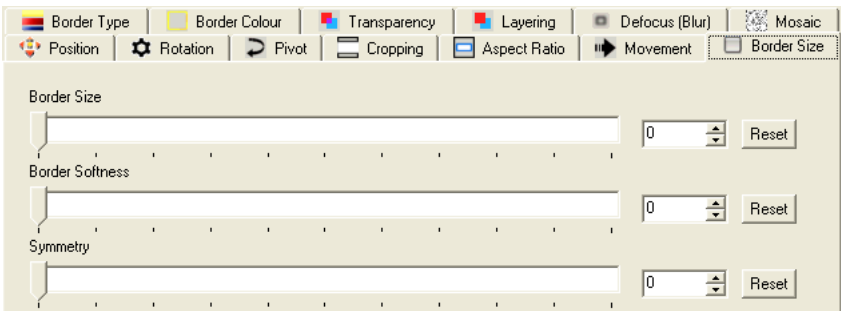 Border Type Border Colour Transparency Layering Defocus (Blur) Mosaic
Position Rotation Pivot Cropping Aspect Ratio Movement Border Size
Border Size
0 Reset
Border Softness
0 Reset
Symmetry
0 Reset